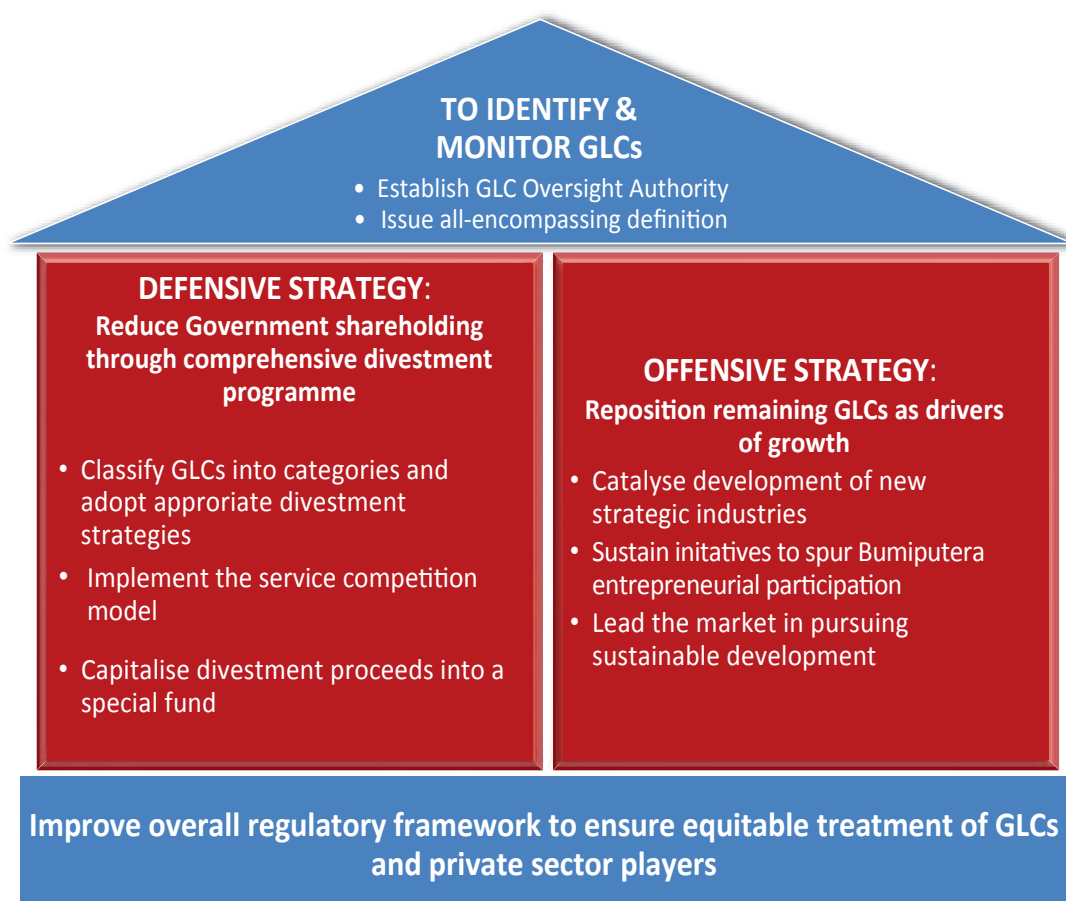 TO IDENTIFY &
MONITOR GLCs
• Establish GLC Oversight Authority
• Issue all-encompassing definition
DEFENSIVE STRATEGY:
Reduce Government shareholding
through comprehensive divestment
programme
• Classify GLCs into categories and
adopt approriate divestment
strategies
• Implement the service competition
model
• Capitalise divestment proceeds into a
special fund
OFFENSIVE STRATEGY:
Reposition remaining GLCs as drivers
of growth
• Catalyse development of new
strategic industries
• Sustain initatives to spur Bumiputera
entrepreneurial participation
• Lead the market in pursuing
sustainable development
Improve overall regulatory framework to ensure equitable treatment of GLCs
and private sector players